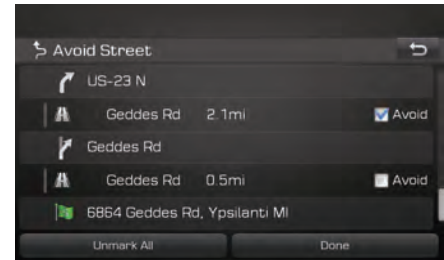 Avoid Street
US-23 N
Geddes Rd 2.1mi Avoid
Geddes Rd
Geddes Rd 0.5mi Avoid
6864 Geddes Rd, Ypsilanti MI
Unmark All Done